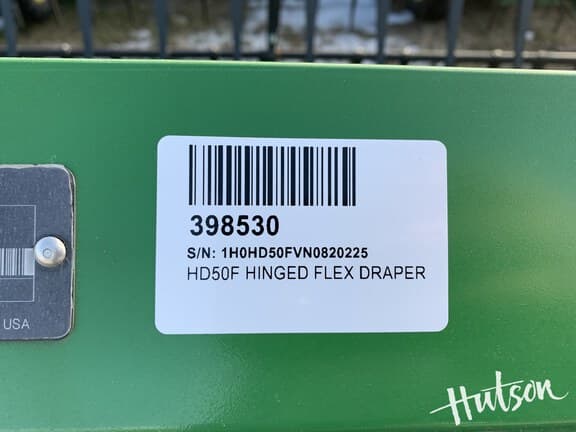 398530
S/N: 1H0HD50FVN0820225
HD50F HINGED FLEX DRAPER
USA
Hutson